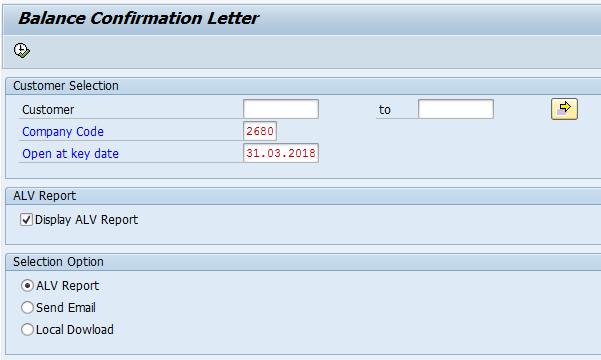 Balance Confirmation Letter
Customer Selection
Customer to
Company Code 2680
Open at key date 31.03.2018
ALV Report
Display ALV Report
Selection Option
ALV Report
Send Email
Local Dowload